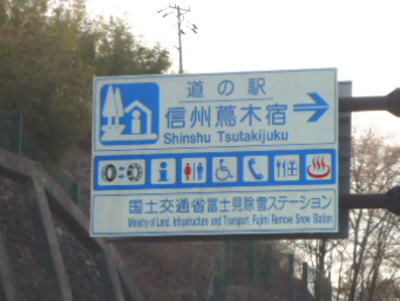 道の駅
信州蔦木宿
Shinshu Tsutakijuku
国土交通省富士見除雪ステーション
Ministry of Land, Infrastructure and Transport Fujimi Remove Snow Station